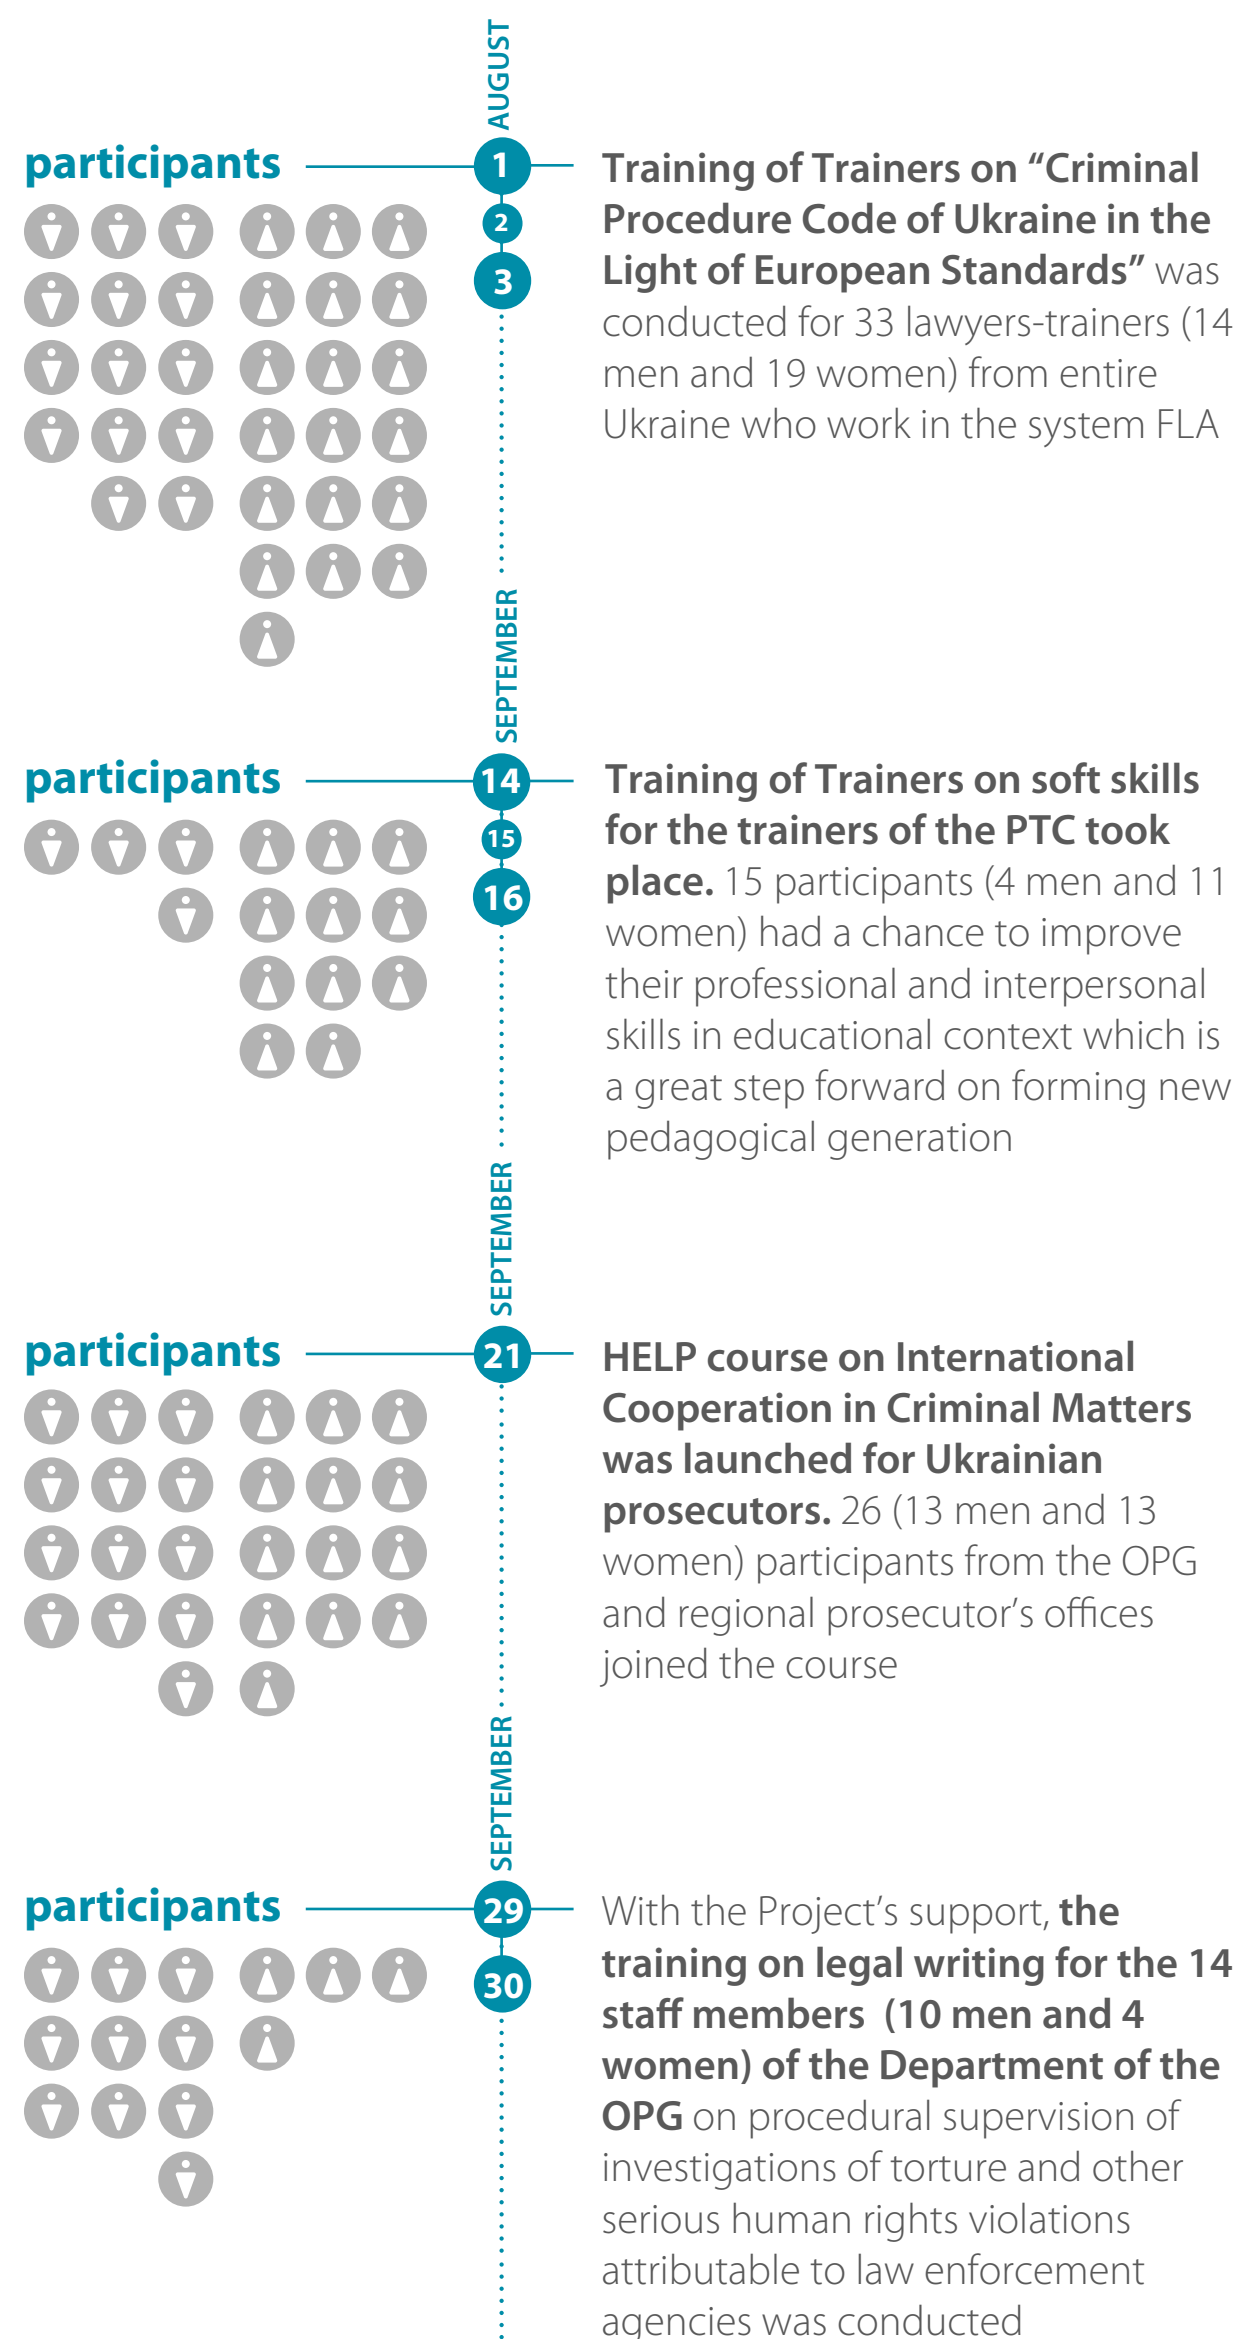 AUGUST
participants
1
2
3
Training of Trainers on “Criminal
Procedure Code of Ukraine in the
Light of European Standards” was
conducted for 33 lawyers-trainers (14
men and 19 women) from entire
Ukraine who work in the system FLA
SEPTEMBER
participants
14
15
16
Training of Trainers on soft skills
for the trainers of the PTC took
place. 15 participants (4 men and 11
women) had a chance to improve
their professional and interpersonal
skills in educational context which is
a great step forward on forming new
pedagogical generation
SEPTEMBER
participants
21
HELP course on International
Cooperation in Criminal Matters
was launched for Ukrainian
prosecutors. 26 (13 men and 13
women) participants from the OPG
and regional prosecutor’s offices
joined the course
SEPTEMBER
participants
29
30
With the Project’s support, the
training on legal writing for the 14
staff members (10 men and 4
women) of the Department of the
OPG on procedural supervision of
investigations of torture and other
serious human rights violations
attributable to law enforcement
agencies was conducted